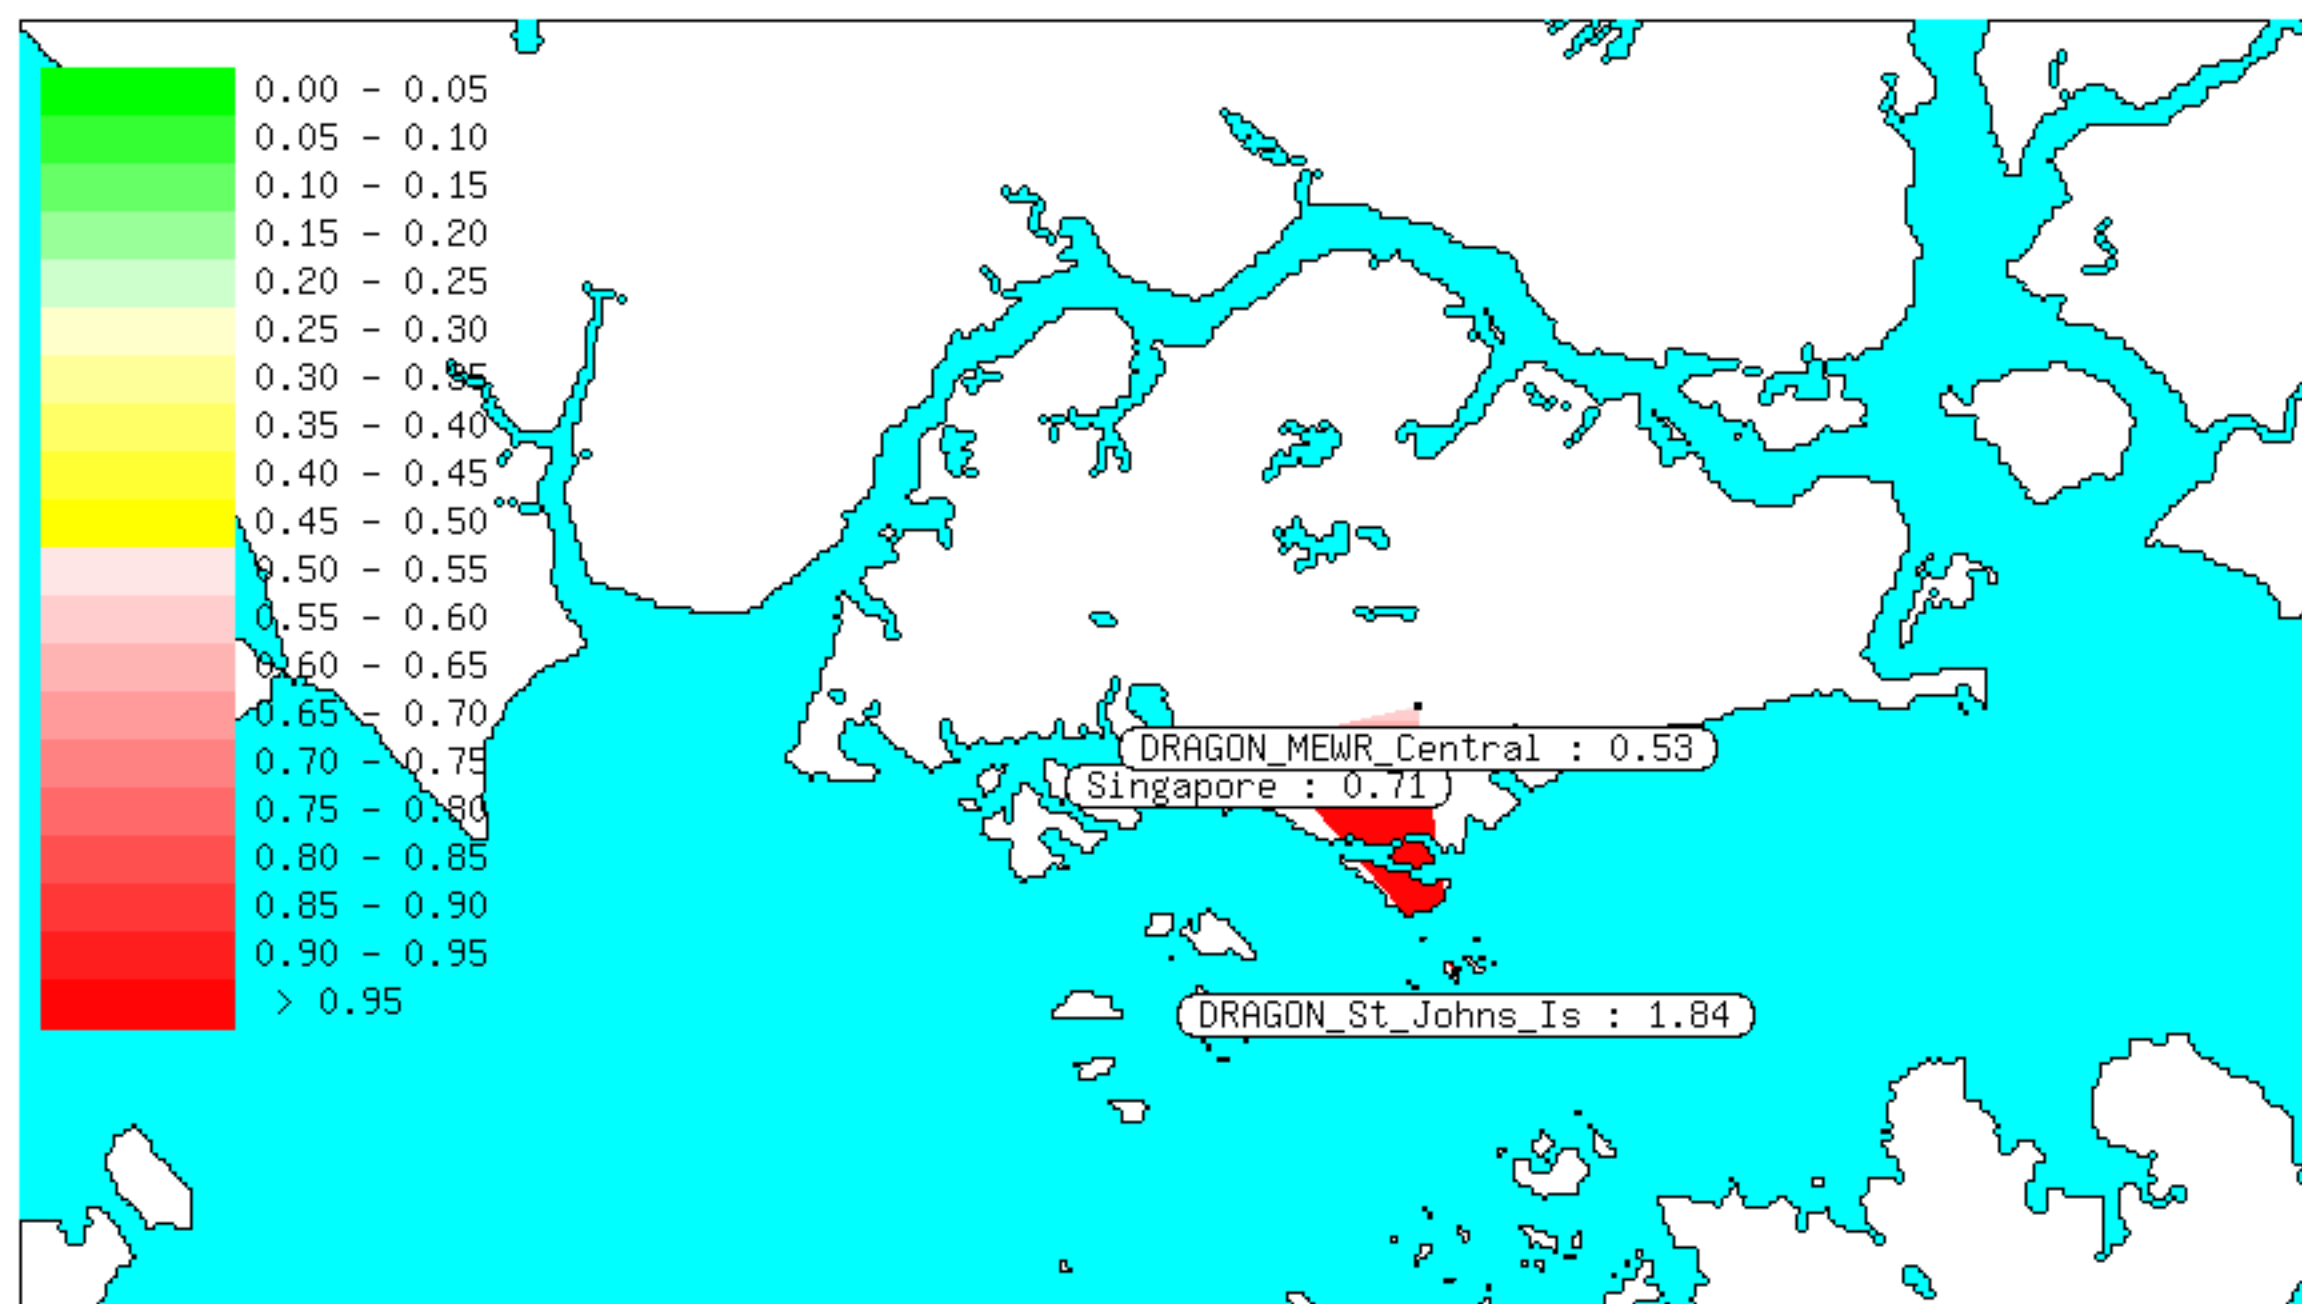 0.00 - 0.05
0.05 - 0.10
0.10 - 0.15
0.15 - 0.20
0.20 - 0.25
0.25 - 0.30
0.30 - 0.35
0.35 - 0.40
0.40 - 0.45
0.45 - 0.50
0.50 - 0.55
0.55 - 0.60
0.60 - 0.65
0.65 - 0.70
0.70 - 0.75
0.75 - 0.80
0.80 - 0.85
0.85 - 0.90
0.90 - 0.95
> 0.95
DRAGON_MEWR_Central : 0.53
Singapore : 0.71
DRAGON_St_Johns_Is : 1.84